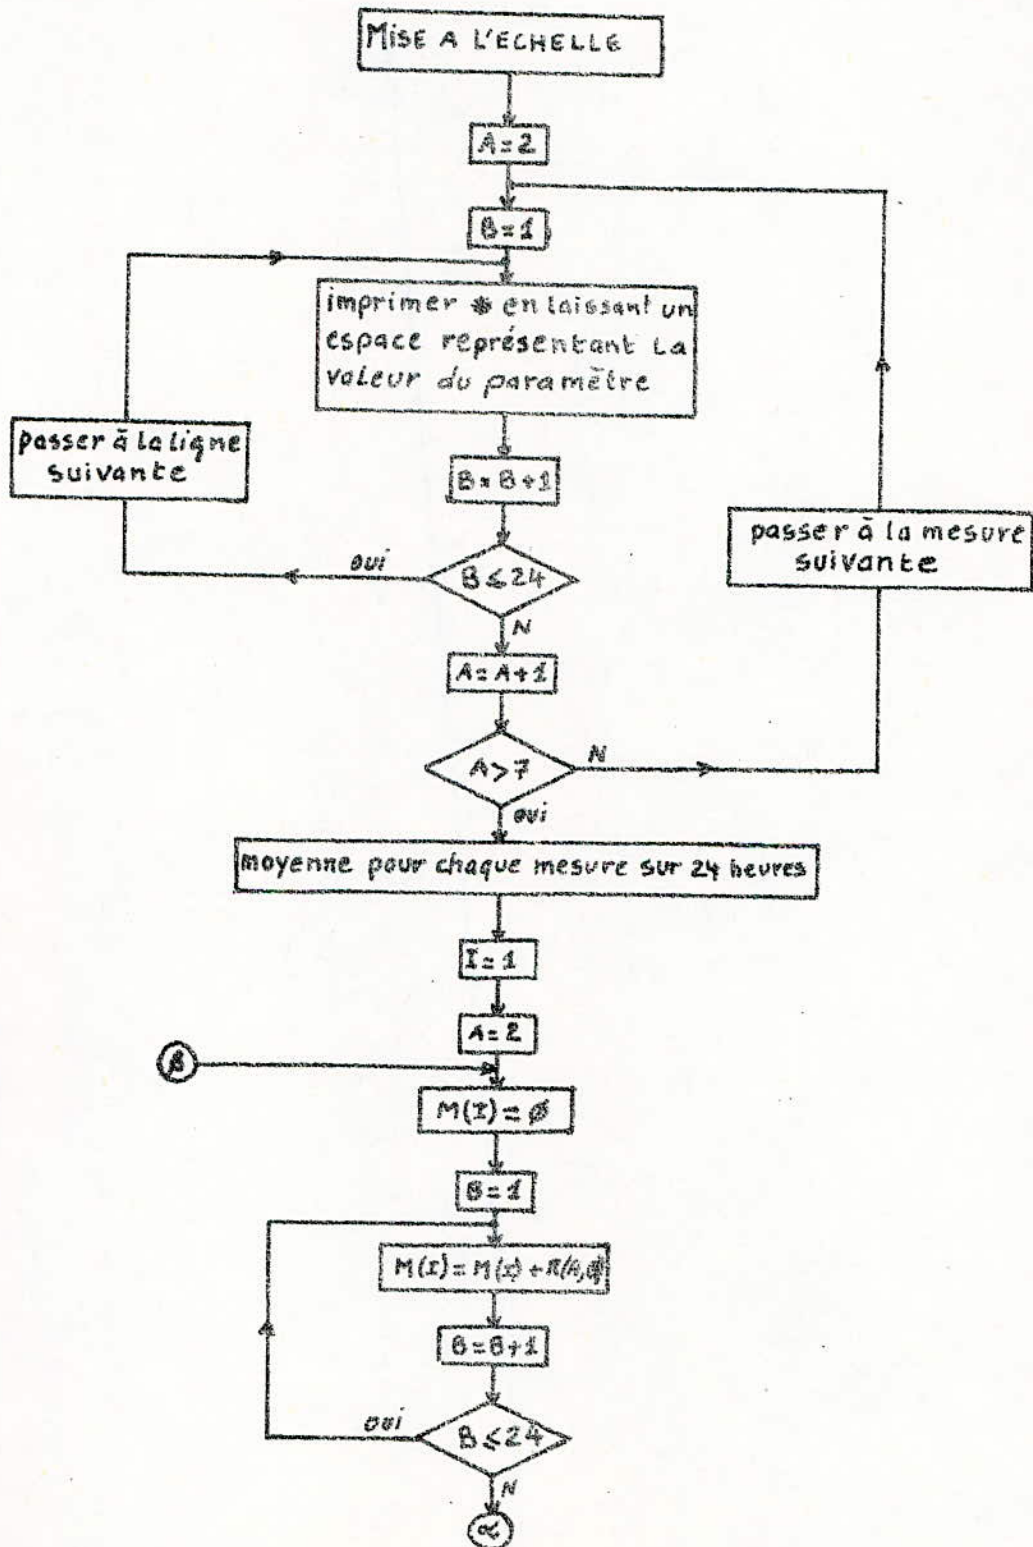 MISE A L'ECHELLE
A=2
B=1
imprimer * en laissant un
espace représentant la
valeur du paramètre
passer à la ligne
suivante
B=B+1
passer à la mesure
suivante
oui
B≤24
N
A=A+1
A>7
N
oui
moyenne pour chaque mesure sur 24 heures
I=1
A=2
β
M(I)=ø
B=1
M(I)=M(I)+
B=B+1
oui
B≤24
N
α